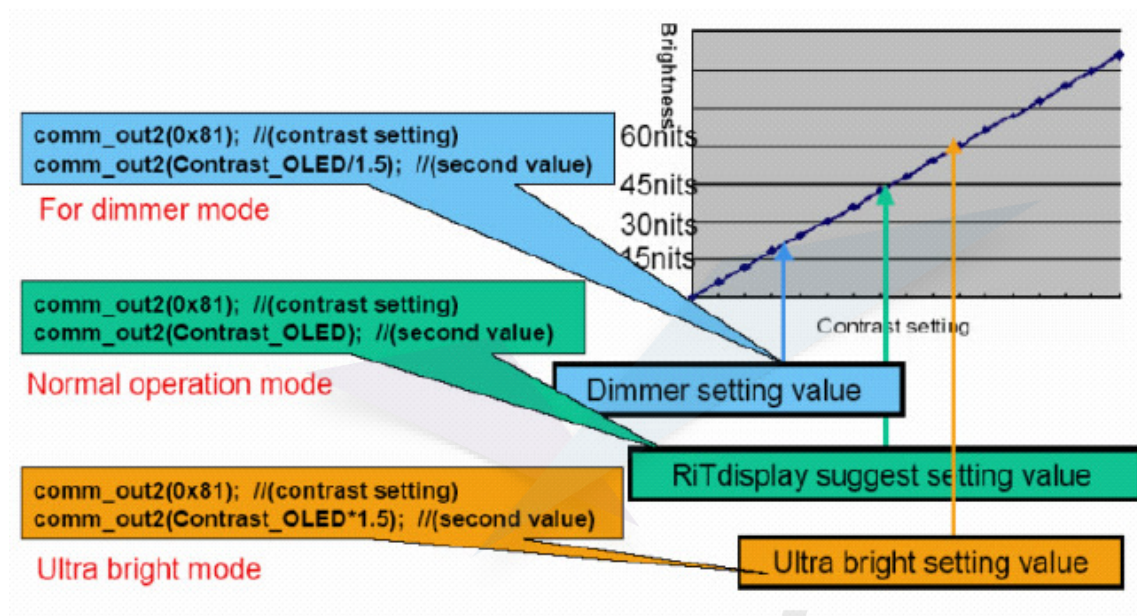 Brightness
60nits
45nits
30nits
15nits
Contrast setting
comm_out2(0x81); //(contrast setting)
comm_out2(Contrast_OLED/1.5); //(second value)
For dimmer mode
comm_out2(0x81); //(contrast setting)
comm_out2(Contrast_OLED); //(second value)
Normal operation mode
Dimmer setting value
RiTdisplay suggest setting value
comm_out2(0x81); //(contrast setting)
comm_out2(Contrast_OLED*1.5); //(second value)
Ultra bright mode
Ultra bright setting value